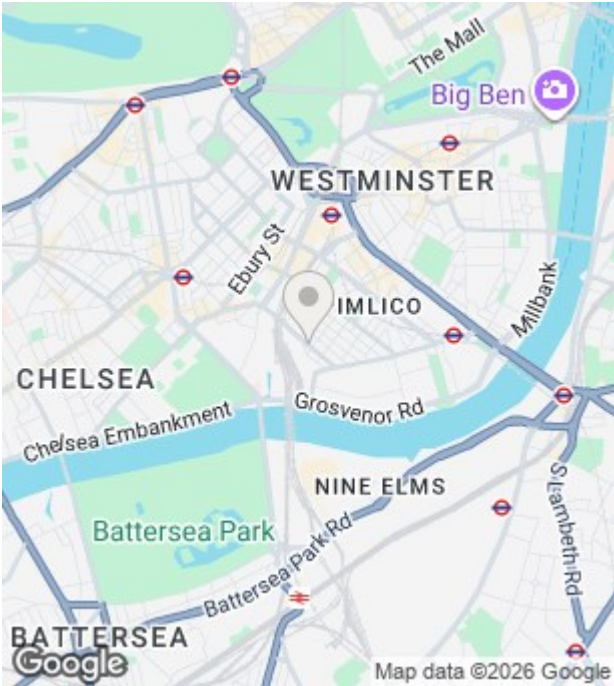 The Mall
Big Ben
WESTMINSTER
Ebury St
IMLICO
Millbank
CHELSEA
Grosvenor Rd
Chelsea Embankment
NINE ELMS
S Lambeth Rd
Battersea Park
Battersea Park Rd
BATTERSEA
Google
Map data ©2026 Google